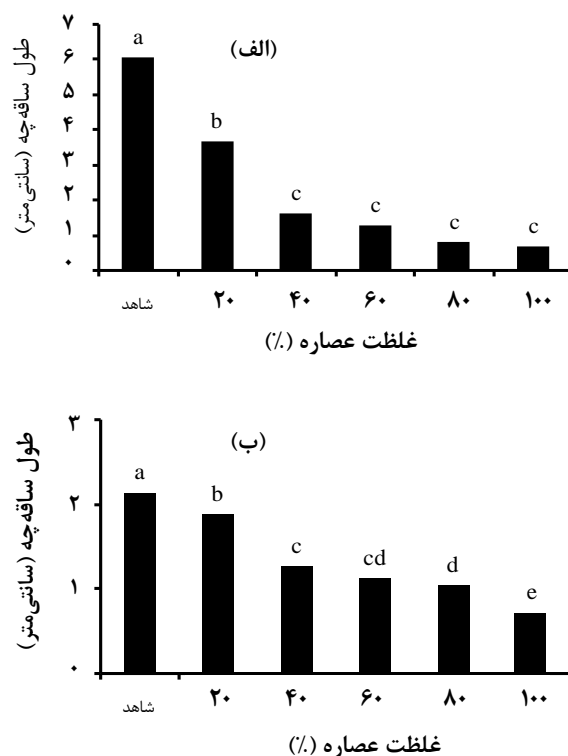 (الف)
طول ساقه‌چه (سانتی‌متر)
۷
۶
۵
۴
۳
۲
۱
۰
a
b
c
c
c
c
شاهد ۲۰ ۴۰ ۶۰ ۸۰ ۱۰۰
غلظت عصاره (٪)
(ب)
طول ساقه‌چه (سانتی‌متر)
۳
۲
۱
۰
a
b
c
cd
d
e
شاهد ۲۰ ۴۰ ۶۰ ۸۰ ۱۰۰
غلظت عصاره (٪)